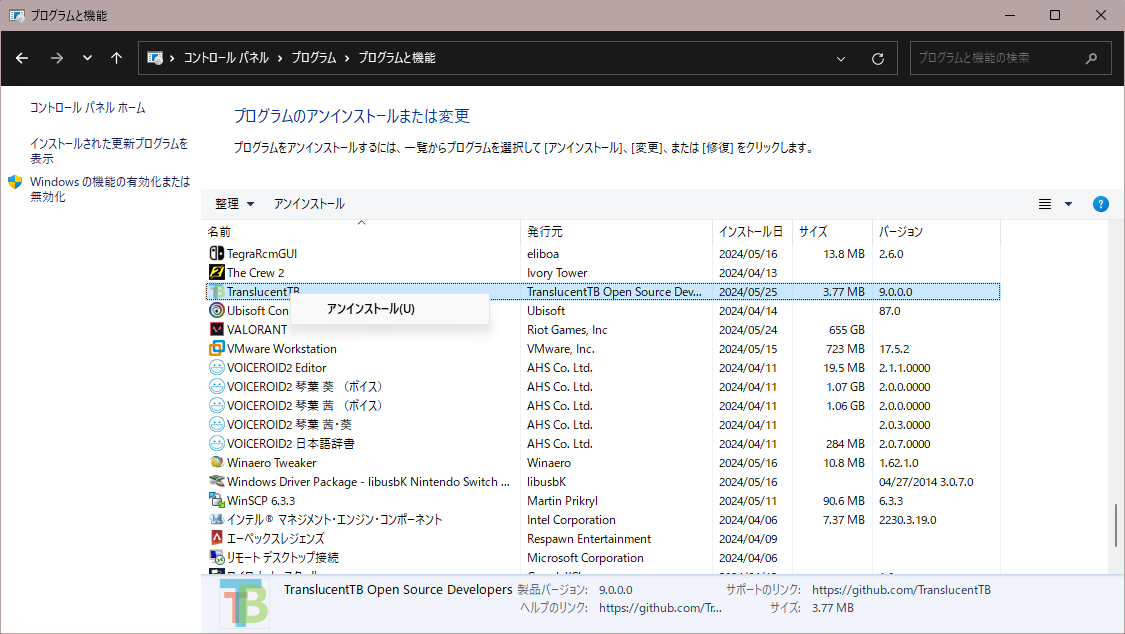 プログラムと機能
コントロール パネル
プログラム
プログラムと機能
プログラムと機能の検索
コントロール パネル ホーム
インストールされた更新プログラムを
表示
Windows の機能の有効化または
無効化
プログラムのアンインストールまたは変更
プログラムをアンインストールするには、一覧からプログラムを選択して [アンインストール]、[変更]、または [修復] をクリックします。
整理 アンインストール
名前 発行元 インストール日 サイズ バージョン
TegraRcmGUI eliboa 2024/05/16 13.8 MB 2.6.0
The Crew 2 Ivory Tower 2024/04/13
TranslucentTB TranslucentTB Open Source Dev... 2024/05/25 3.77 MB 9.0.0.0
アンインストール(U)
Ubisoft Con Ubisoft 2024/04/14 87.0
VALORANT Riot Games, Inc 2024/05/24 655 GB
VMware Workstation VMware, Inc. 2024/05/15 723 MB 17.5.2
VOICEROID2 Editor AHS Co. Ltd. 2024/04/11 19.5 MB 2.1.1.0000
VOICEROID2 琴葉 葵 （ボイス） AHS Co. Ltd. 2024/04/11 1.07 GB 2.0.0.0000
VOICEROID2 琴葉 茜 （ボイス） AHS Co. Ltd. 2024/04/11 1.06 GB 2.0.0.0000
VOICEROID2 琴葉 茜・葵 AHS Co. Ltd. 2024/04/11 2.0.3.0000
VOICEROID2 日本語辞書 AHS Co. Ltd. 2024/04/11 284 MB 2.0.7.0000
Winaero Tweaker Winaero 2024/05/16 10.8 MB 1.62.1.0
Windows Driver Package - libusbK Nintendo Switch ... libusbK 2024/05/16 04/27/2014 3.0.7.0
WinSCP 6.3.3 Martin Prikryl 2024/05/11 90.6 MB 6.3.3
インテル® マネジメント・エンジン・コンポーネント Intel Corporation 2024/04/06 7.37 MB 2230.3.19.0
エーペックスレジェンズ Respawn Entertainment 2024/04/09
リモート デスクトップ接続 Microsoft Corporation 2024/04/06
TB
TranslucentTB Open Source Developers 製品バージョン: 9.0.0.0 サポートのリンク: https://github.com/TranslucentTB
ヘルプのリンク: https://github.com/Tr... サイズ: 3.77 MB